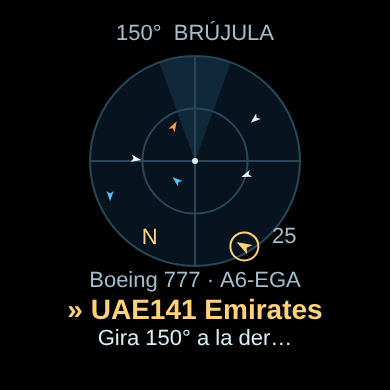 150° BRÚJULA
N
25
Boeing 777 · A6-EGA
» UAE141 Emirates
Gira 150° a la der…